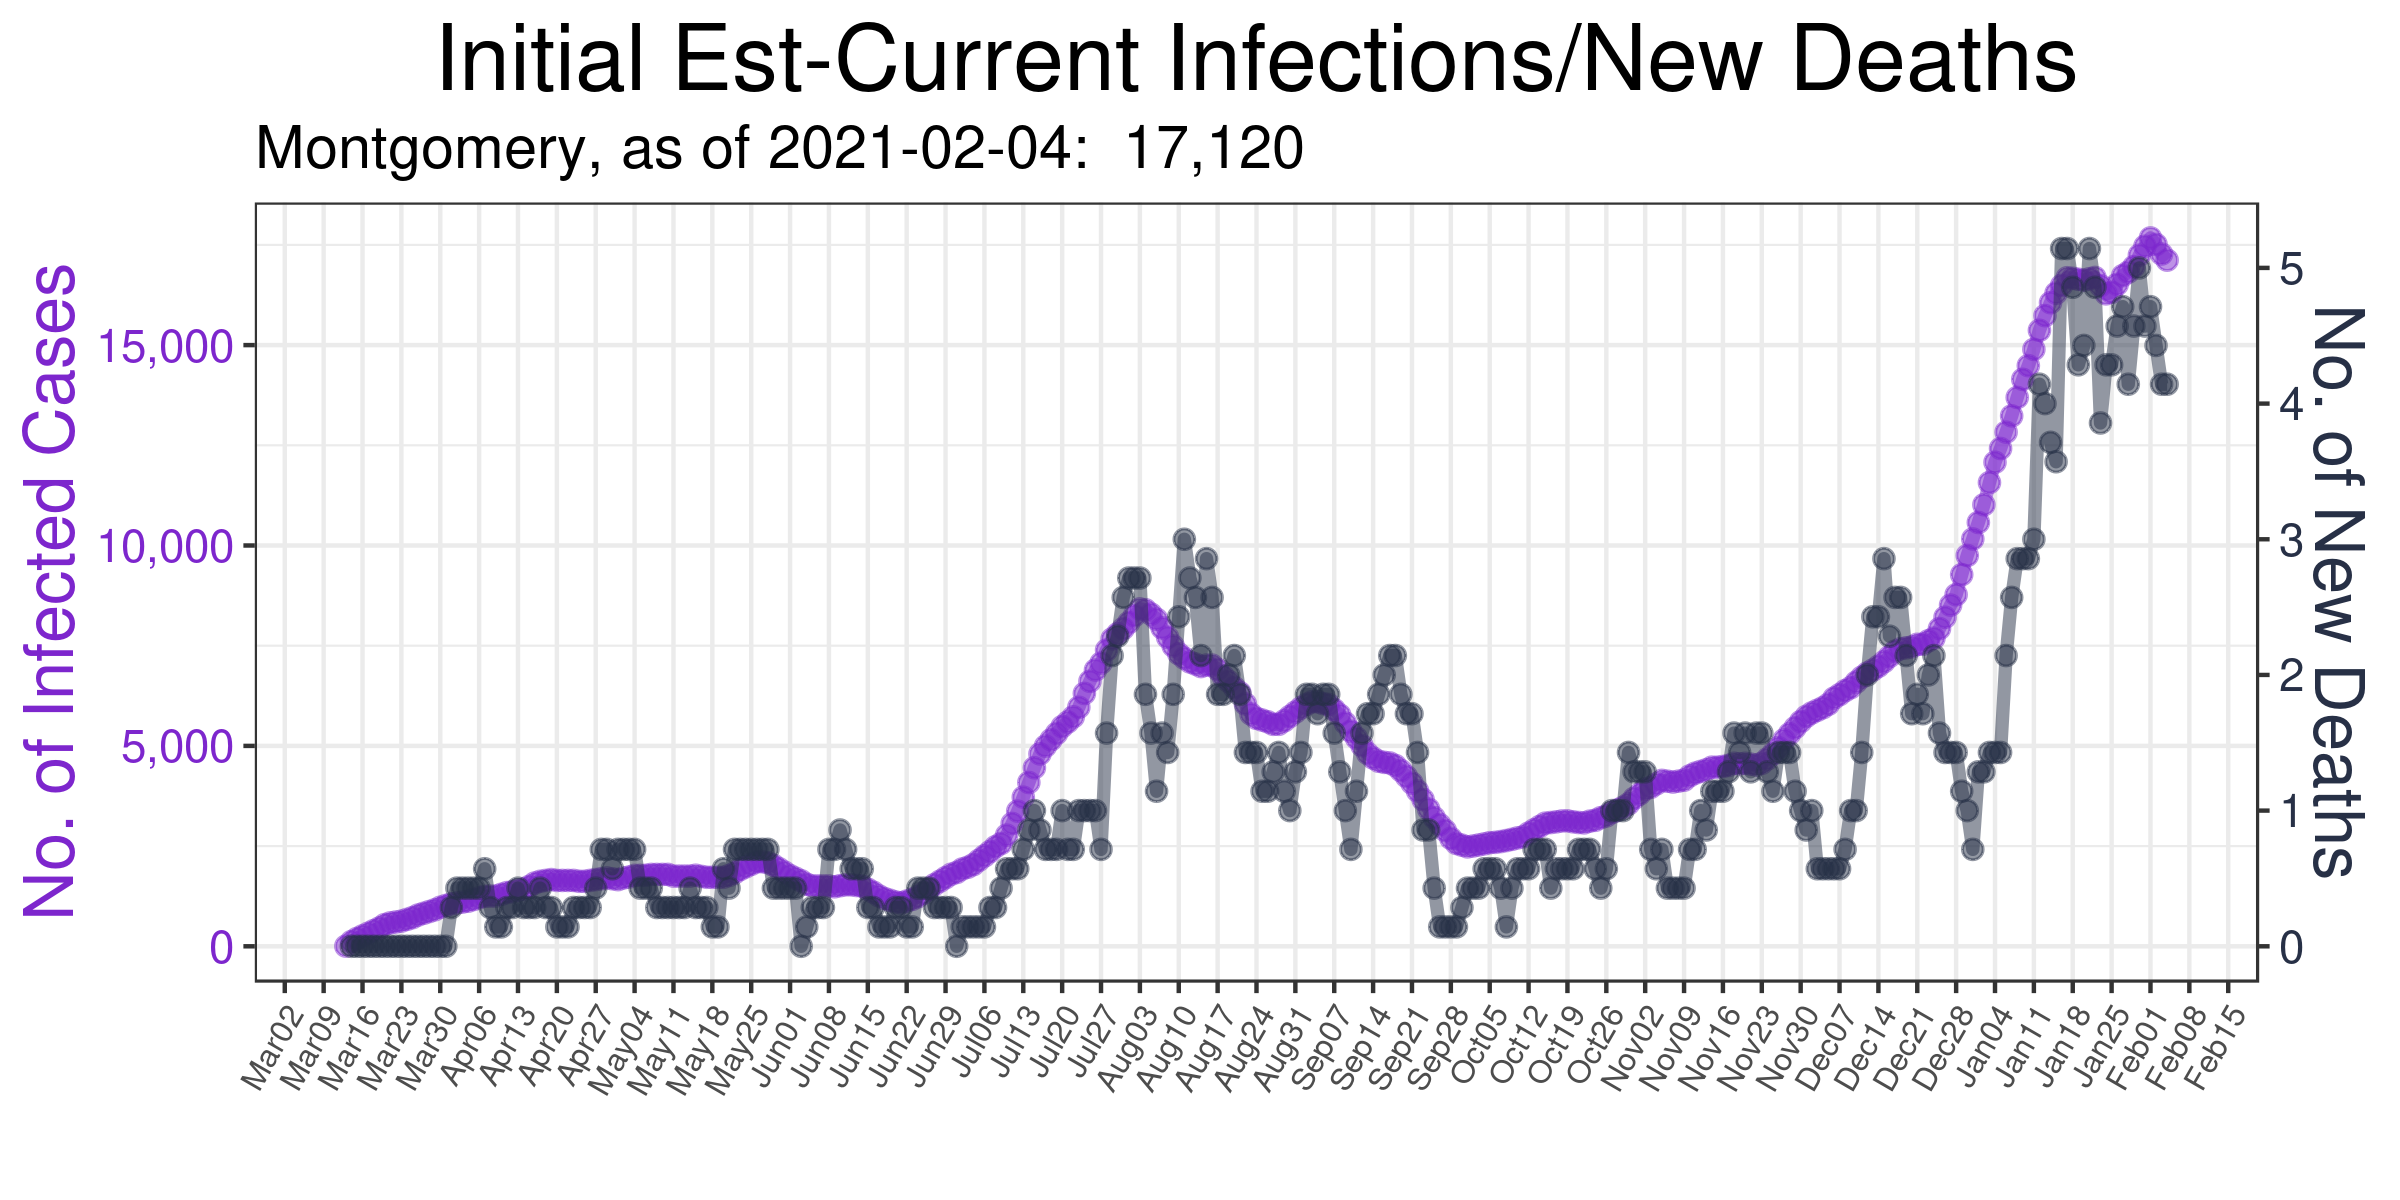 Initial Est-Current Infections/New Deaths
Montgomery, as of 2021-02-04: 17,120
No. of Infected Cases
15,000
10,000
5,000
0
No. of New Deaths
5
4
3
2
1
0
Mar02 Mar09 Mar16 Mar23 Mar30 Apr06 Apr13 Apr20 Apr27 May04 May11 May18 May25 Jun01 Jun08 Jun15 Jun22 Jun29 Jul06 Jul13 Jul20 Jul27 Aug03 Aug10 Aug17 Aug24 Aug31 Sep07 Sep14 Sep21 Sep28 Oct05 Oct12 Oct19 Oct26 Nov02 Nov09 Nov16 Nov23 Nov30 Dec07 Dec14 Dec21 Dec28 Jan04 Jan11 Jan18 Jan25 Feb01 Feb08 Feb15